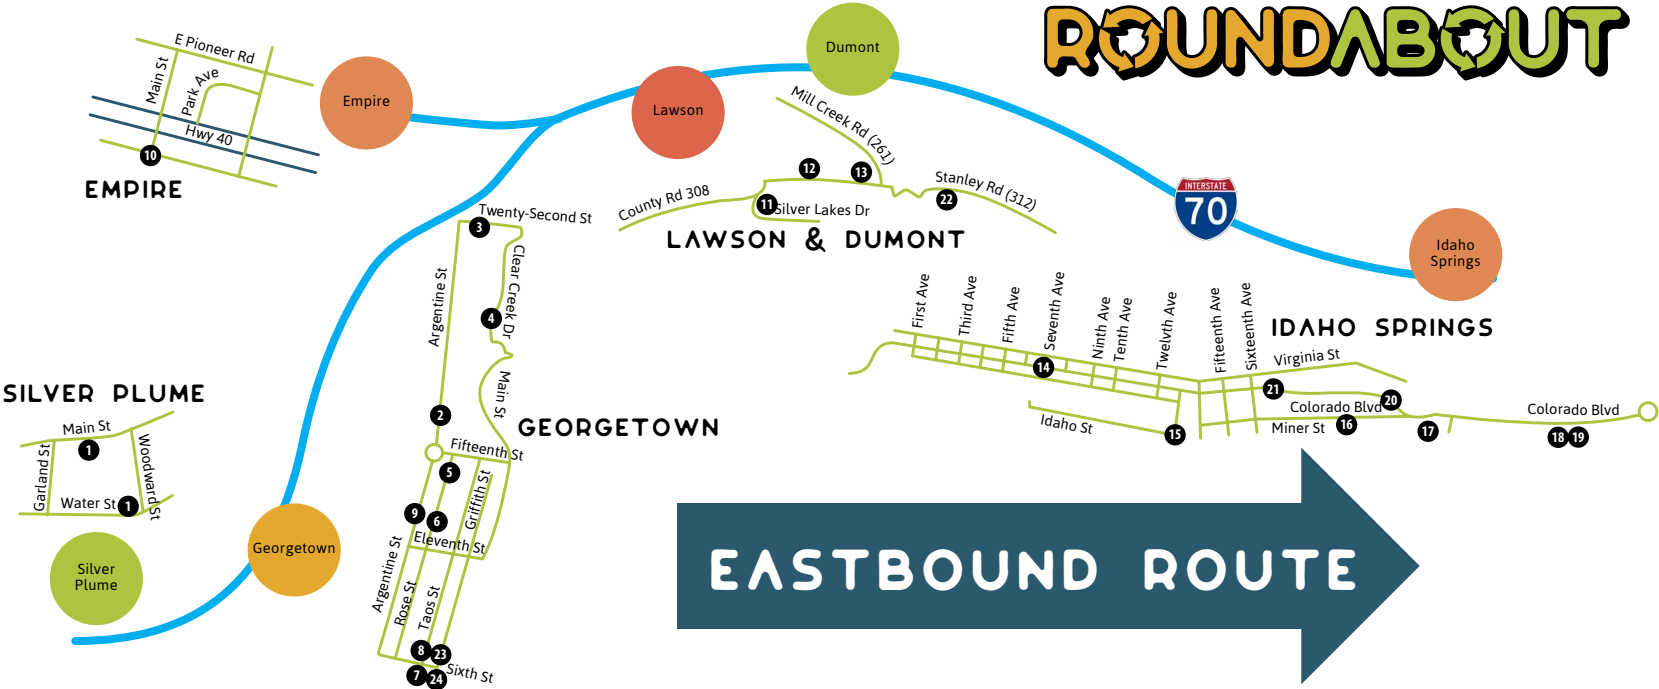 ROUNDABOUT
Dumont
Empire
Lawson
Idaho
Springs
Georgetown
Silver
Plume
INTERSTATE
70
E Pioneer Rd
Main St
Park Ave
Hwy 40
10
EMPIRE
Mill Creek Rd (261)
12
13
County Rd 308
11
Silver Lakes Dr
Stanley Rd (312)
22
LAWSON & DUMONT
Twenty-Second St
3
Argentine St
Clear Creek Dr
4
Main St
2
GEORGETOWN
Fifteenth St
5
Griffith St
9
6
Eleventh St
Argentine St
Rose St
Taos St
8
23
7
24
Sixth St
SILVER PLUME
Main St
1
Garland St
Woodward St
Water St
1
First Ave
Third Ave
Fifth Ave
Seventh Ave
Ninth Ave
Tenth Ave
Twelvth Ave
Fifteenth Ave
Sixteenth Ave
IDAHO SPRINGS
Virginia St
14
21
20
Colorado Blvd
Colorado Blvd
Idaho St
15
Miner St
16
17
18
19
EASTBOUND ROUTE